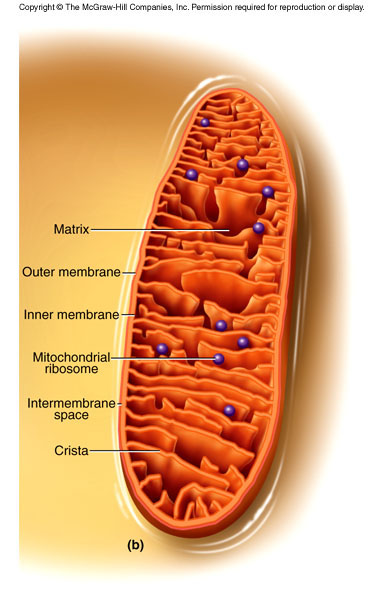 Copyright © The McGraw-Hill Companies, Inc. Permission required for reproduction or display.
Matrix
Outer membrane
Inner membrane
Mitochondrial
ribosome
Intermembrane
space
Crista
(b)